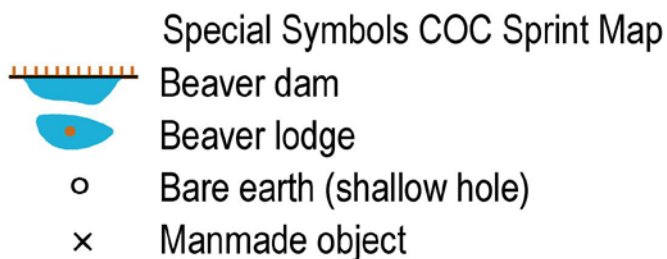 Special Symbols COC Sprint Map
Beaver dam
Beaver lodge
Bare earth (shallow hole)
Manmade object